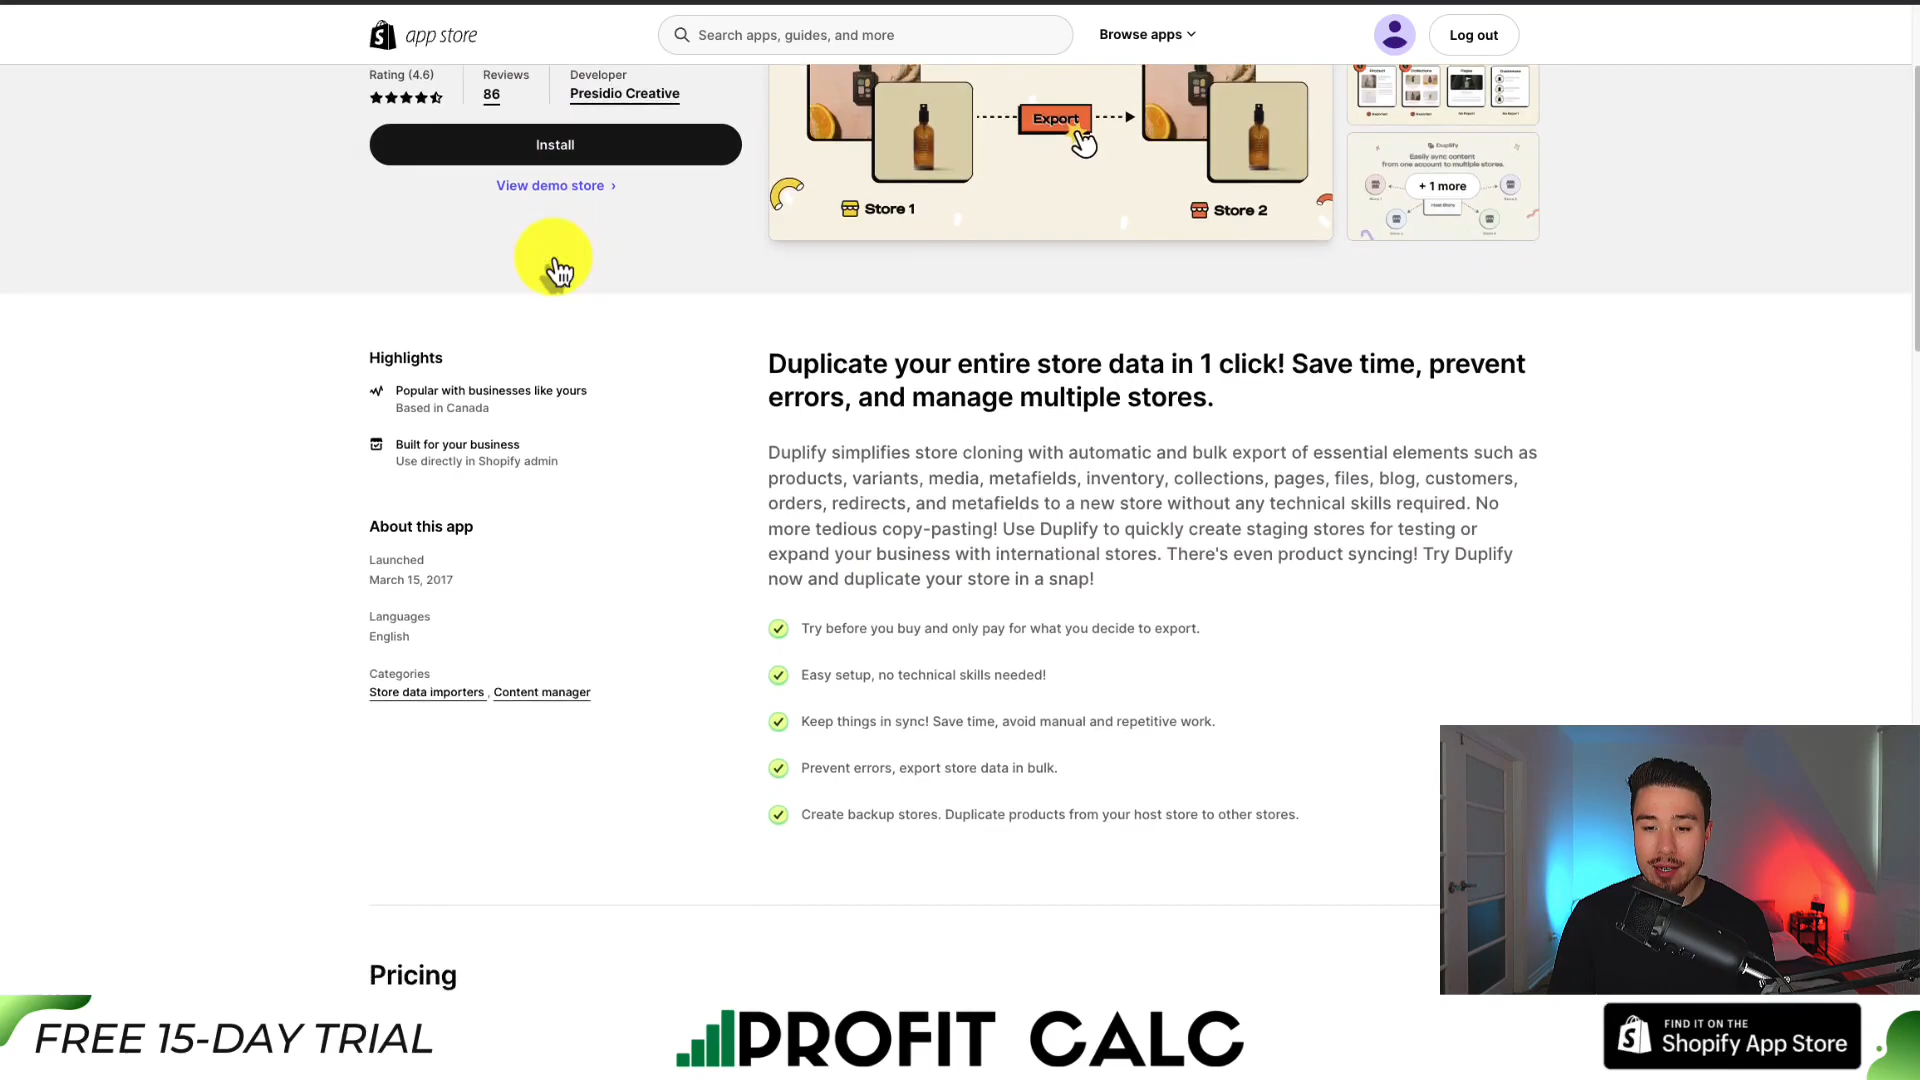 app store
Search apps, guides, and more
Browse apps
Log out
Rating (4.6)
Reviews
86
Developer
Presidio Creative
Install
View demo store ›
Export
Store 1
Store 2
Duplify
Easily sync content
from one account to multiple stores.
+ 1 more
Highlights
Popular with businesses like yours
Based in Canada
Built for your business
Use directly in Shopify admin
About this app
Launched
March 15, 2017
Languages
English
Categories
Store data importers , Content manager
Duplicate your entire store data in 1 click! Save time, prevent
errors, and manage multiple stores.
Duplify simplifies store cloning with automatic and bulk export of essential elements such as
products, variants, media, metafields, inventory, collections, pages, files, blog, customers,
orders, redirects, and metafields to a new store without any technical skills required. No
more tedious copy-pasting! Use Duplify to quickly create staging stores for testing or
expand your business with international stores. There's even product syncing! Try Duplify
now and duplicate your store in a snap!
Try before you buy and only pay for what you decide to export.
Easy setup, no technical skills needed!
Keep things in sync! Save time, avoid manual and repetitive work.
Prevent errors, export store data in bulk.
Create backup stores. Duplicate products from your host store to other stores.
Pricing
FREE 15-DAY TRIAL
PROFIT CALC
FIND IT ON THE
Shopify App Store